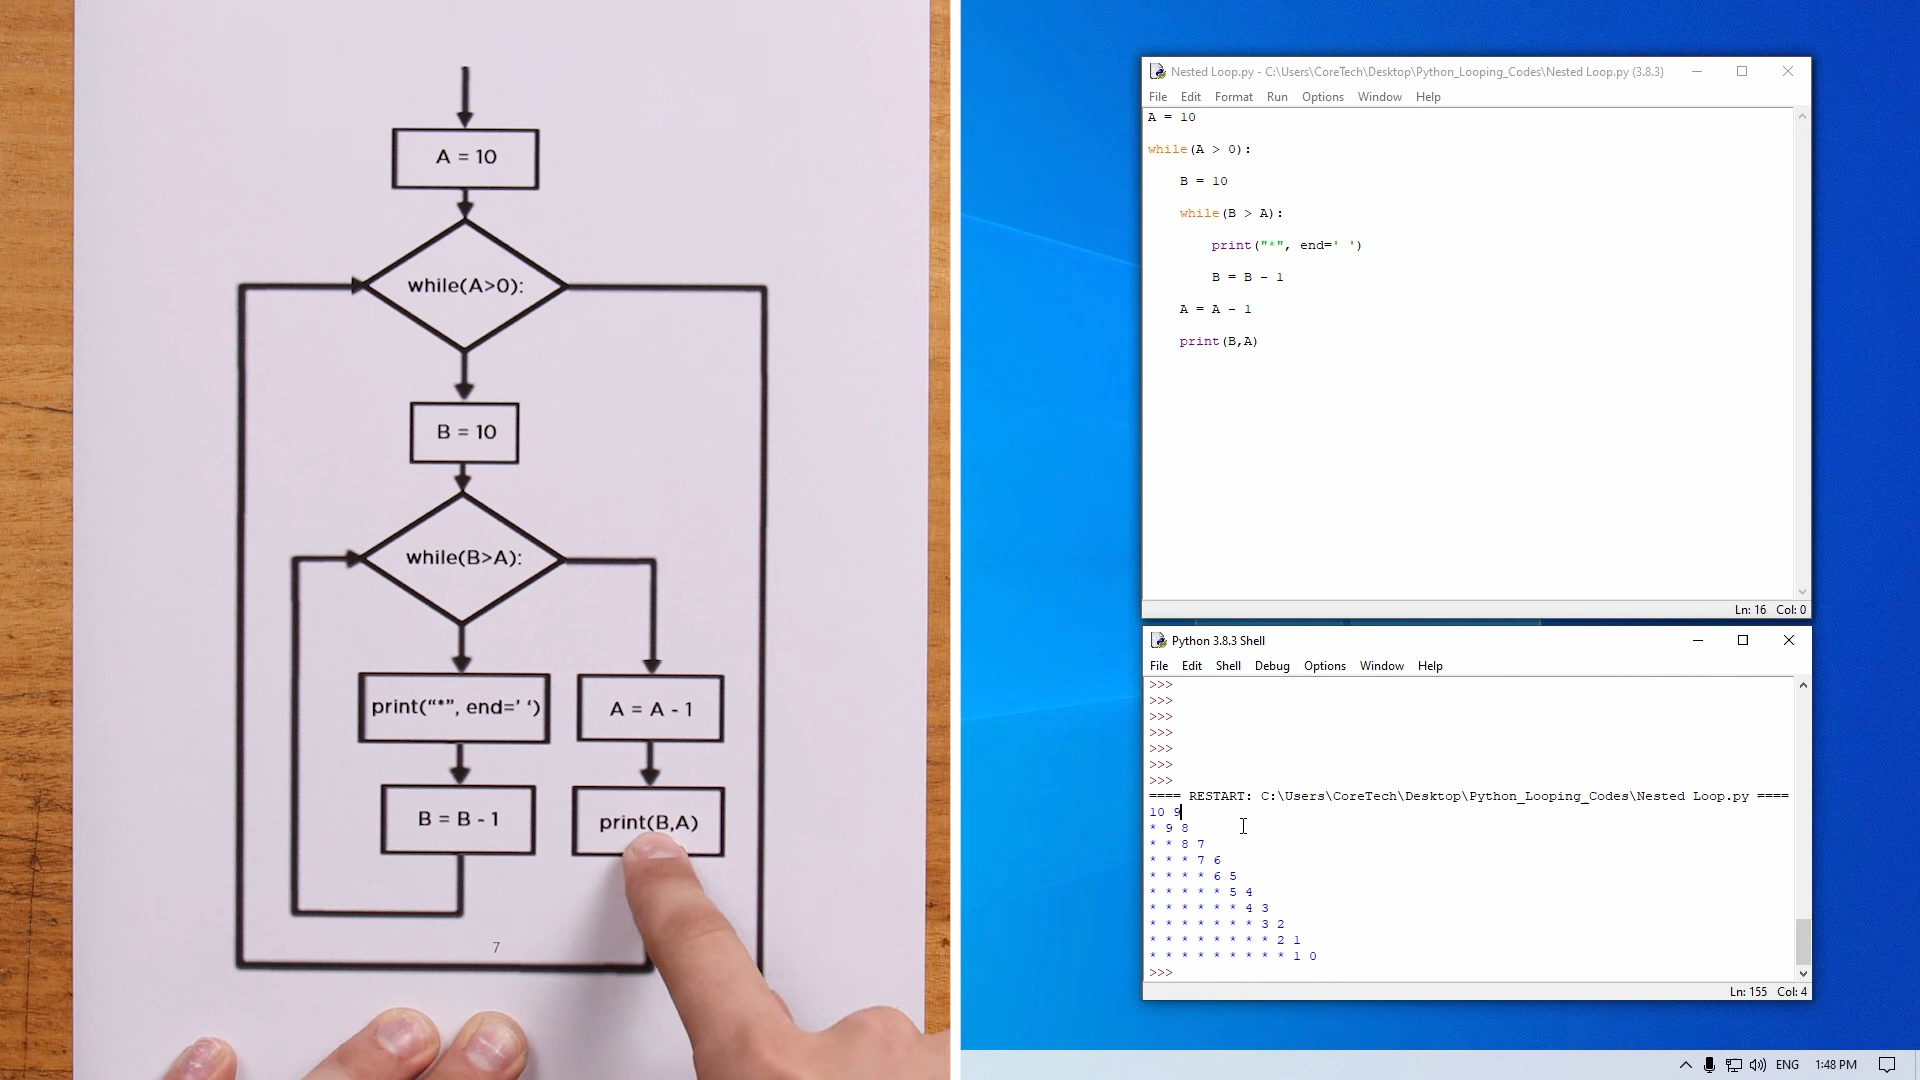 A = 10
while(A>0):
B = 10
while(B>A):
print(“*”, end=’ ‘)
A = A - 1
B = B - 1
print(B,A)
7
Nested Loop.py - C:\Users\CoreTech\Desktop\Python_Looping_Codes\Nested Loop.py (3.8.3)
File Edit Format Run Options Window Help
A = 10
while(A > 0):
B = 10
while(B > A):
print("*", end=' ')
B = B - 1
A = A - 1
print(B,A)
Ln: 16 Col: 0
Python 3.8.3 Shell
File Edit Shell Debug Options Window Help
>>>
>>>
>>>
>>>
>>>
>>>
>>>
==== RESTART: C:\Users\CoreTech\Desktop\Python_Looping_Codes\Nested Loop.py ====
10 9
* 9 8
* * 8 7
* * * 7 6
* * * * 6 5
* * * * * 5 4
* * * * * * 4 3
* * * * * * * 3 2
* * * * * * * * 2 1
* * * * * * * * * 1 0
>>>
Ln: 155 Col: 4
ENG 1:48 PM